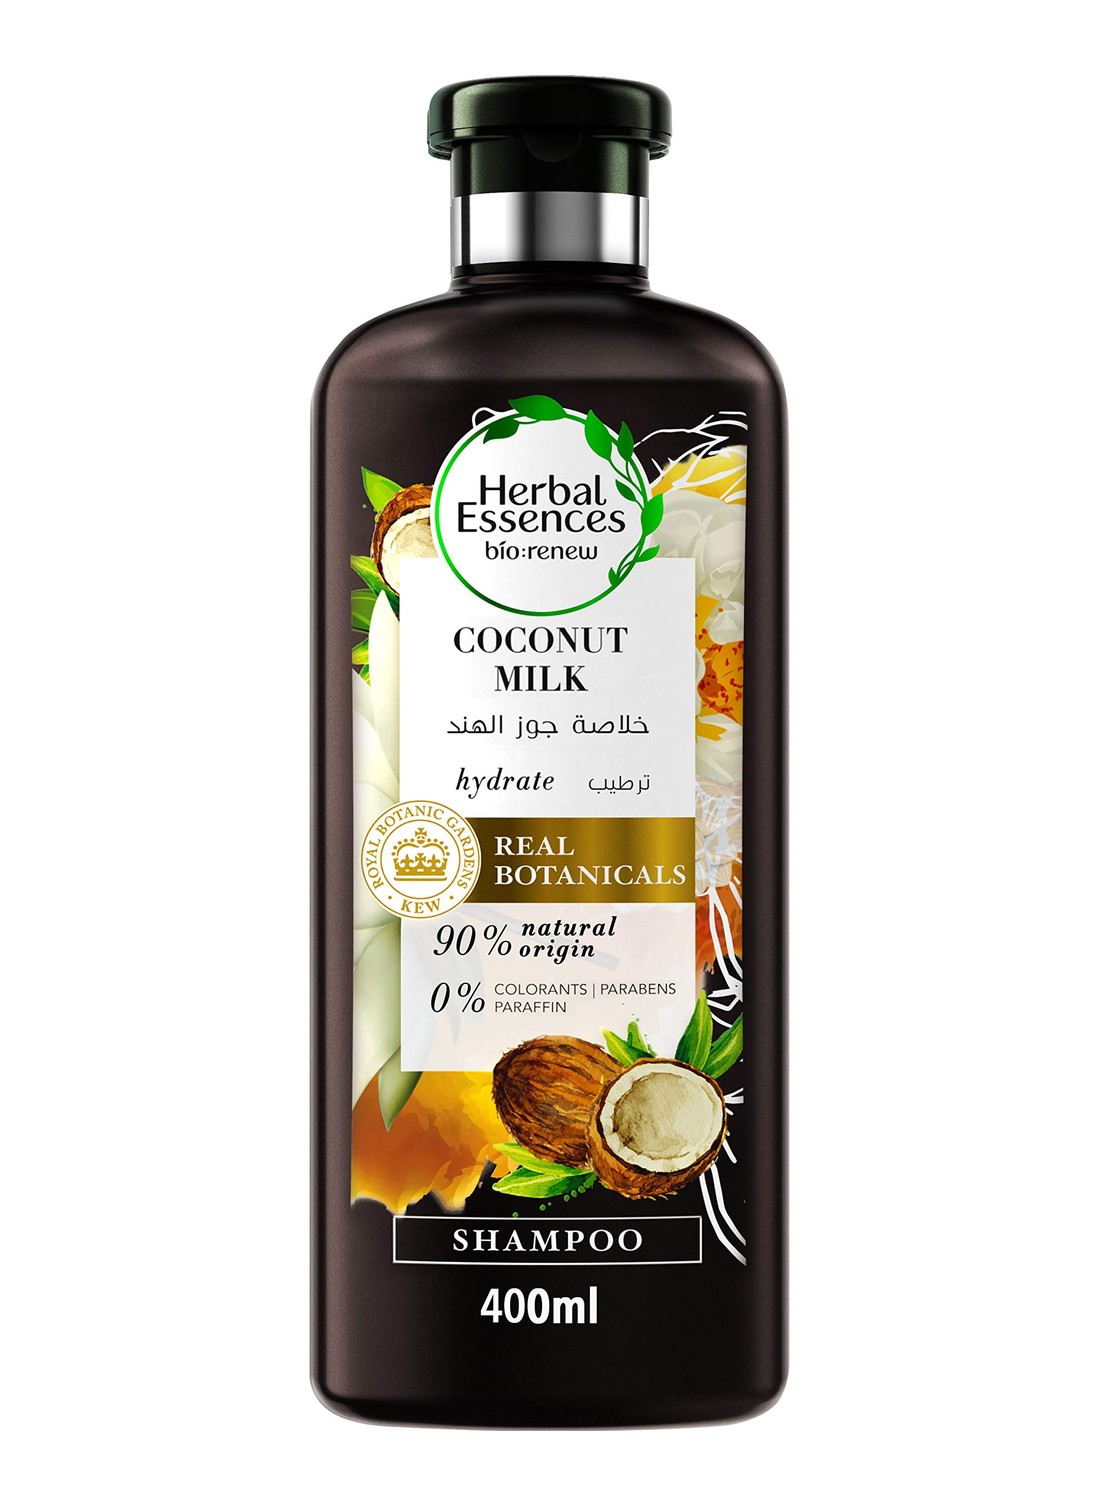 Herbal
Essences
bío:renew
COCONUT
MILK
خلاصة جوز الهند
hydrate ترطيب
ROYAL BOTANIC GARDENS
• KEW •
REAL
BOTANICALS
90% natural
origin
0% COLORANTS | PARABENS
PARAFFIN
SHAMPOO
400ml